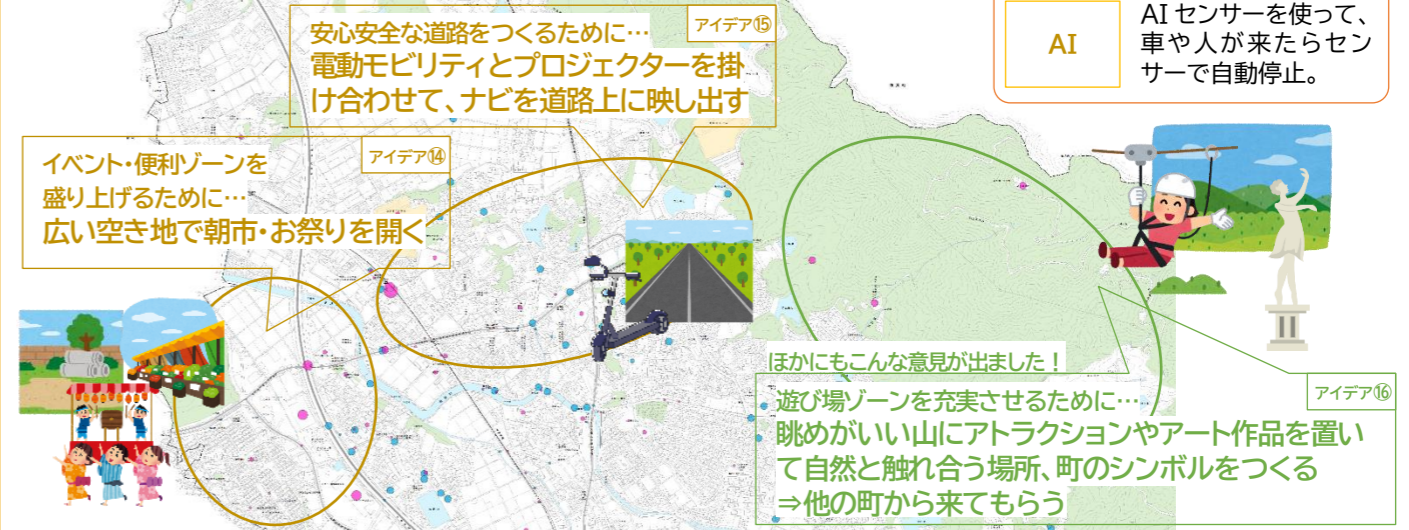 安心安全な道路をつくるために…
アイデア⑮
電動モビリティとプロジェクターを掛
け合わせて、ナビを道路上に映し出す
AI
AIセンサーを使って、
車や人が来たらセン
サーで自動停止。
イベント・便利ゾーンを
アイデア⑭
盛り上げるために…
広い空き地で朝市・お祭りを開く
ほかにもこんな意見が出ました！
遊び場ゾーンを充実させるために…
アイデア⑯
眺めがいい山にアトラクションやアート作品を置い
て自然と触れ合う場所、町のシンボルをつくる
⇒他の町から来てもらう